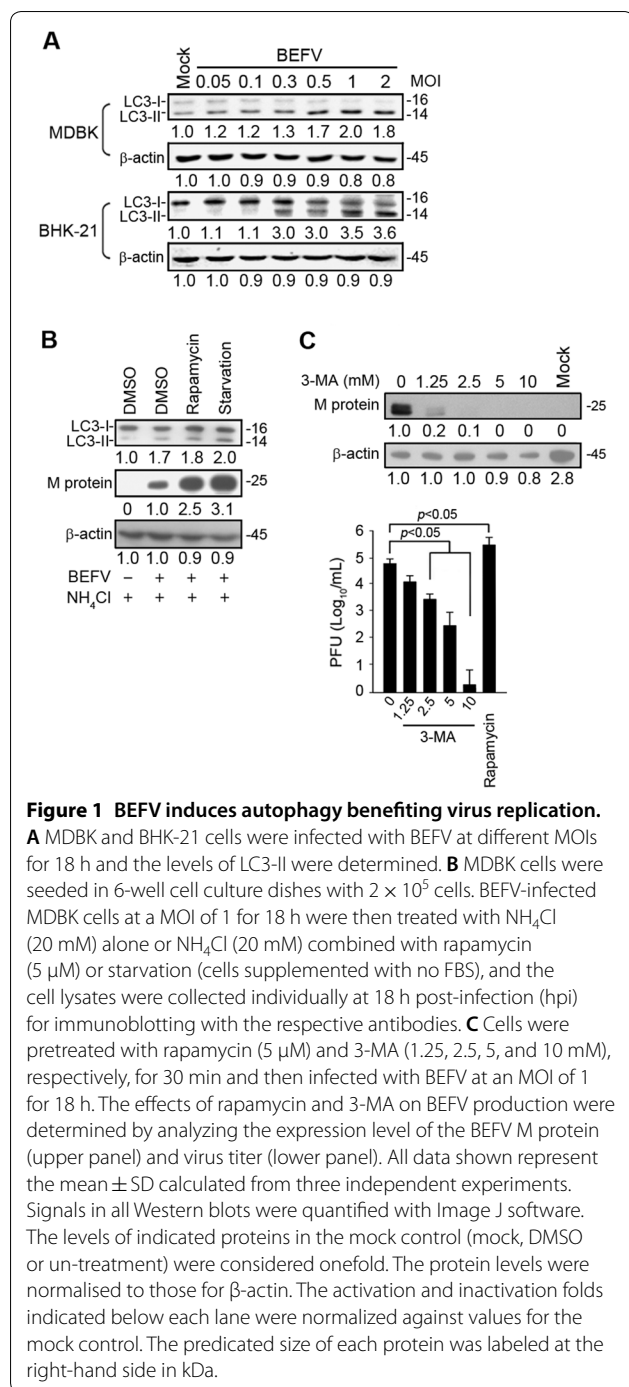 A
BEFV
Mock 0.05 0.1 0.3 0.5 1 2 MOI
LC3-I- -16
LC3-II- -14
MDBK
1.0 1.2 1.2 1.3 1.7 2.0 1.8
β-actin -45
1.0 1.0 0.9 0.9 0.9 0.8 0.8
LC3-I- -16
LC3-II- -14
BHK-21
1.0 1.1 1.1 3.0 3.0 3.5 3.6
β-actin -45
1.0 1.0 0.9 0.9 0.9 0.9 0.9
B
DMSO DMSO Rapamycin Starvation
LC3-I- -16
LC3-II- -14
1.0 1.7 1.8 2.0
M protein -25
0 1.0 2.5 3.1
β-actin -45
1.0 1.0 0.9 0.9
BEFV – + + +
NH₄Cl + + + +
C
3-MA (mM) 0 1.25 2.5 5 10 Mock
M protein -25
1.0 0.2 0.1 0 0 0
β-actin -45
1.0 1.0 1.0 0.9 0.8 2.8
p<0.05
p<0.05
PFU (Log₁₀/mL)
6
5
4
3
2
1
0
0 1.25 2.5 5 10 Rapamycin
3-MA
Figure 1 BEFV induces autophagy benefiting virus replication.
A MDBK and BHK-21 cells were infected with BEFV at different MOIs
for 18 h and the levels of LC3-II were determined. B MDBK cells were
seeded in 6-well cell culture dishes with 2 × 10⁵ cells. BEFV-infected
MDBK cells at a MOI of 1 for 18 h were then treated with NH₄Cl
(20 mM) alone or NH₄Cl (20 mM) combined with rapamycin
(5 µM) or starvation (cells supplemented with no FBS), and the
cell lysates were collected individually at 18 h post-infection (hpi)
for immunoblotting with the respective antibodies. C Cells were
pretreated with rapamycin (5 µM) and 3-MA (1.25, 2.5, 5, and 10 mM),
respectively, for 30 min and then infected with BEFV at an MOI of 1
for 18 h. The effects of rapamycin and 3-MA on BEFV production were
determined by analyzing the expression level of the BEFV M protein
(upper panel) and virus titer (lower panel). All data shown represent
the mean ± SD calculated from three independent experiments.
Signals in all Western blots were quantified with Image J software.
The levels of indicated proteins in the mock control (mock, DMSO
or un-treatment) were considered onefold. The protein levels were
normalised to those for β-actin. The activation and inactivation folds
indicated below each lane were normalized against values for the
mock control. The predicated size of each protein was labeled at the
right-hand side in kDa.